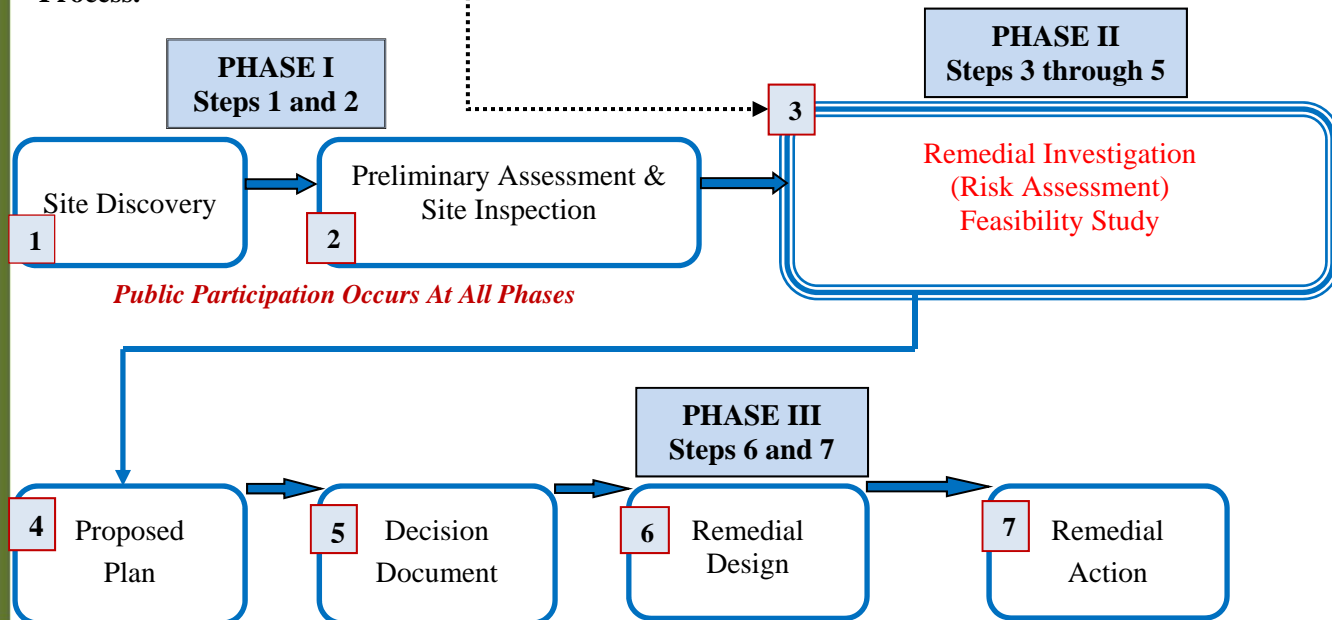 Process.
PHASE I
Steps 1 and 2
PHASE II
Steps 3 through 5
1
Site Discovery
2
Preliminary Assessment &
Site Inspection
3
Remedial Investigation
(Risk Assessment)
Feasibility Study
Public Participation Occurs At All Phases
PHASE III
Steps 6 and 7
4
Proposed
Plan
5
Decision
Document
6
Remedial
Design
7
Remedial
Action